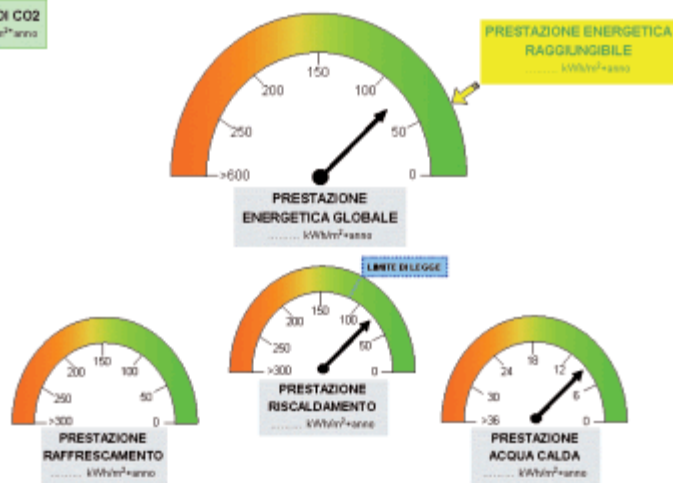 DI CO2
m²*anno
PRESTAZIONE ENERGETICA
RAGGIUNGIBILE
......... kWh/m²*anno
150
200
100
250
50
>600
0
PRESTAZIONE
ENERGETICA GLOBALE
......... kWh/m²*anno
LIMITE DI LEGGE
150
200
100
250
50
>300
0
PRESTAZIONE
RISCALDAMENTO
......... kWh/m²*anno
150
200
100
250
50
>300
0
PRESTAZIONE
RAFFRESCAMENTO
......... kWh/m²*anno
18
24
12
30
6
>36
0
PRESTAZIONE
ACQUA CALDA
......... kWh/m²*anno